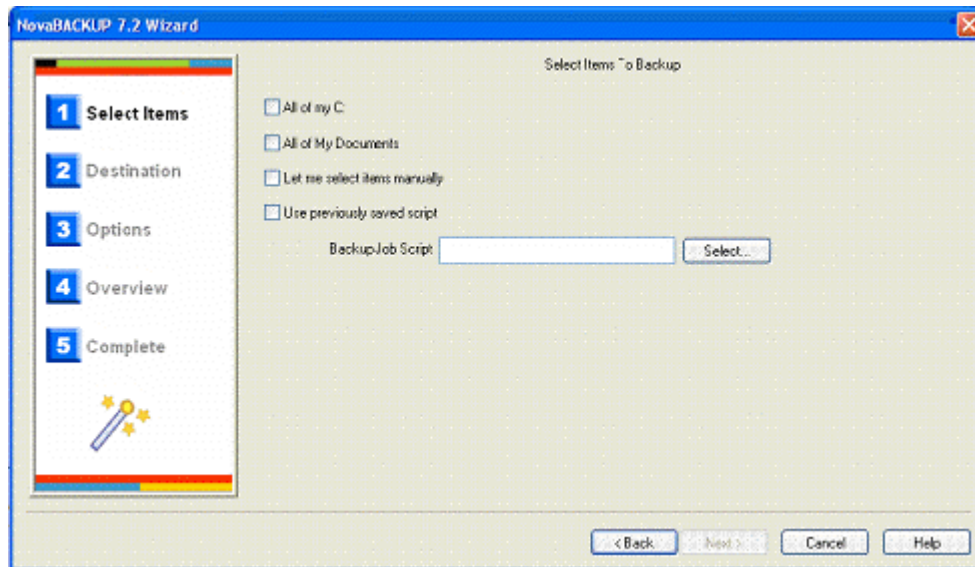 NovaBACKUP 7.2 Wizard
Select Items To Backup
1 Select Items
2 Destination
3 Options
4 Overview
5 Complete
All of my C:
All of My Documents
Let me select items manually
Use previously saved script
Backup Job Script
Select...
< Back
Next >
Cancel
Help